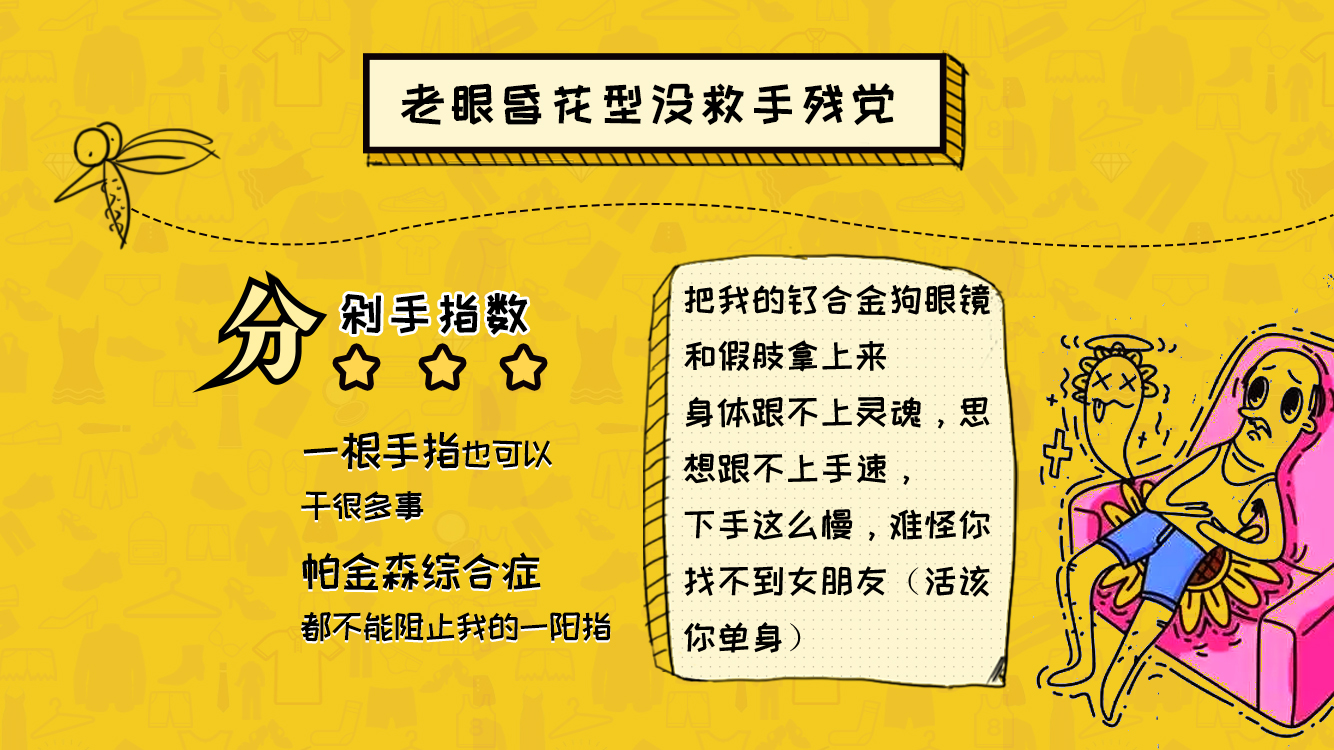 老眼昏花型没救手残党
分
剁手指数
一根手指也可以
干很多事
帕金森综合症
都不能阻止我的一阳指
把我的钌合金狗眼镜
和假肢拿上来
身体跟不上灵魂，思
想跟不上手速，
下手这么慢，难怪你
找不到女朋友（活该
你单身）